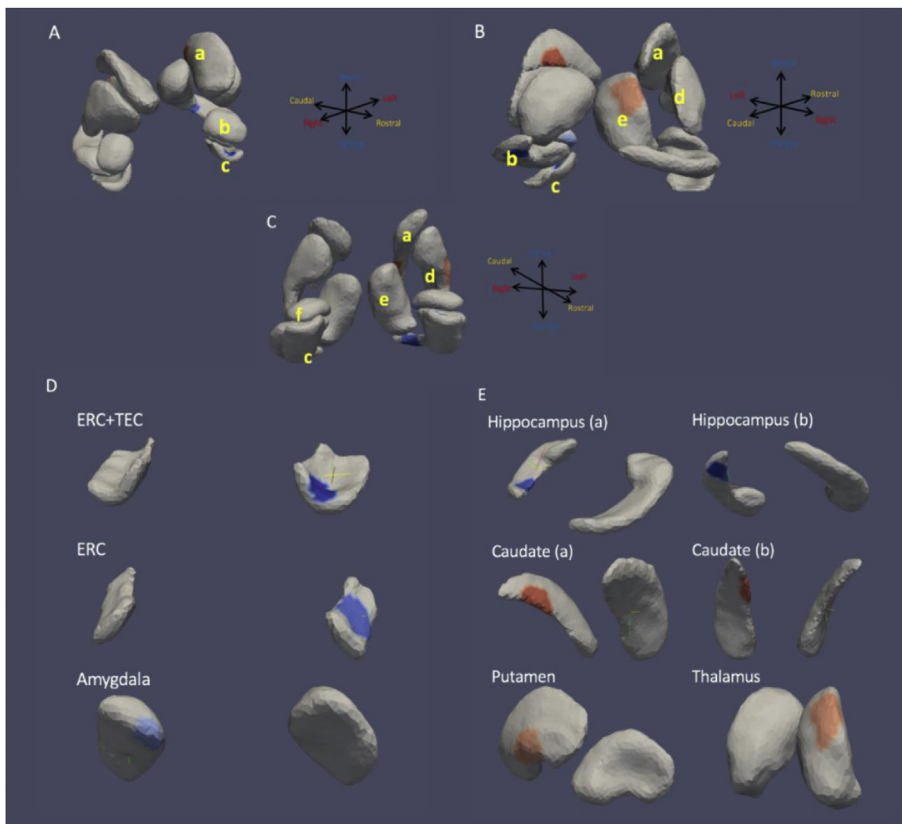 A
a
b
c
Caudal
Left
Right
Rostral
B
a
d
e
b
c
Left
Rostral
Caudal
Right
C
a
d
e
f
c
Caudal
Left
Right
Rostral
D
ERC+TEC
ERC
Amygdala
E
Hippocampus (a)
Hippocampus (b)
Caudate (a)
Caudate (b)
Putamen
Thalamus